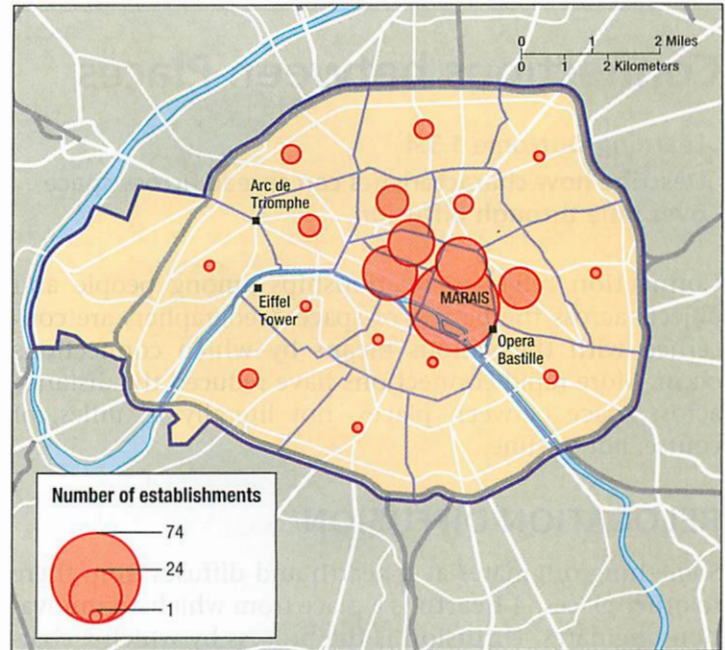 0 1 2 Miles
0 1 2 Kilometers
Arc de
Triomphe
Eiffel
Tower
MARAIS
Opera
Bastille
Number of establishments
74
24
1